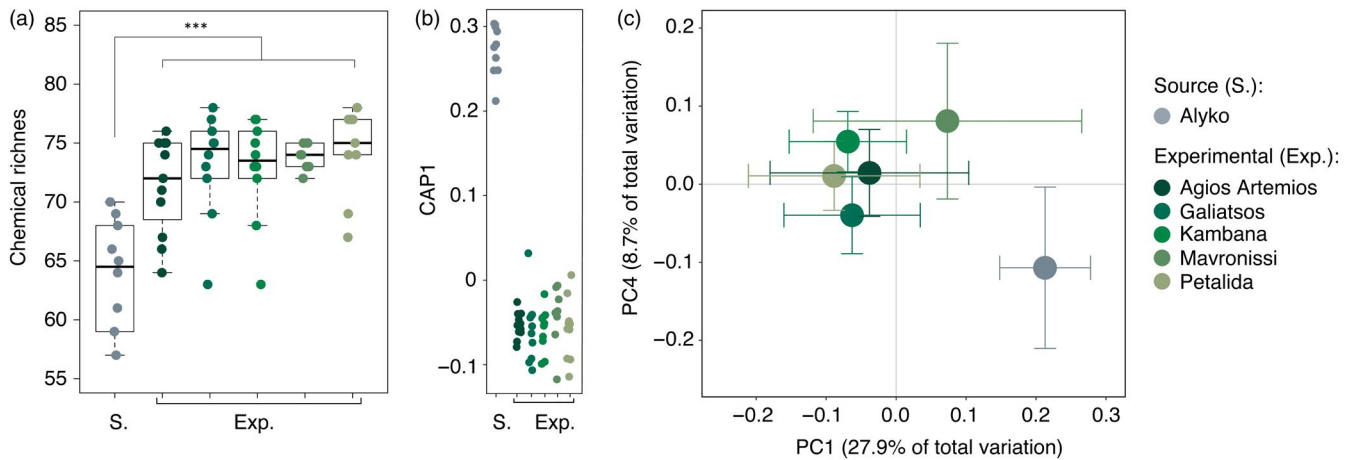 (a)
85
80
75
70
65
60
55
Chemical richnes
***
S.
Exp.
(b)
0.3
0.2
0.1
0
−0.1
CAP1
S.
Exp.
(c)
0.2
0.1
0.0
−0.1
−0.2
PC4 (8.7% of total variation)
−0.2
−0.1
0.0
0.1
0.2
0.3
PC1 (27.9% of total variation)
Source (S.):
Alyko
Experimental (Exp.):
Agios Artemios
Galiatsos
Kambana
Mavronissi
Petalida